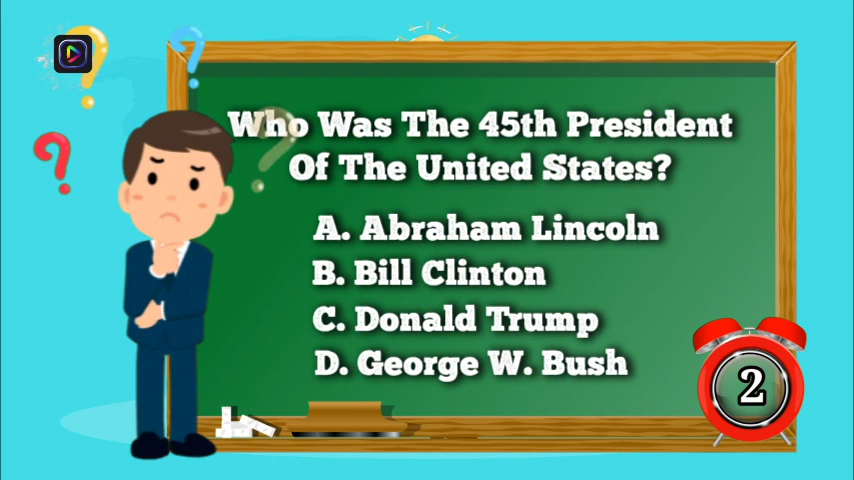 Who Was The 45th President
Of The United States?
A. Abraham Lincoln
B. Bill Clinton
C. Donald Trump
D. George W. Bush
2